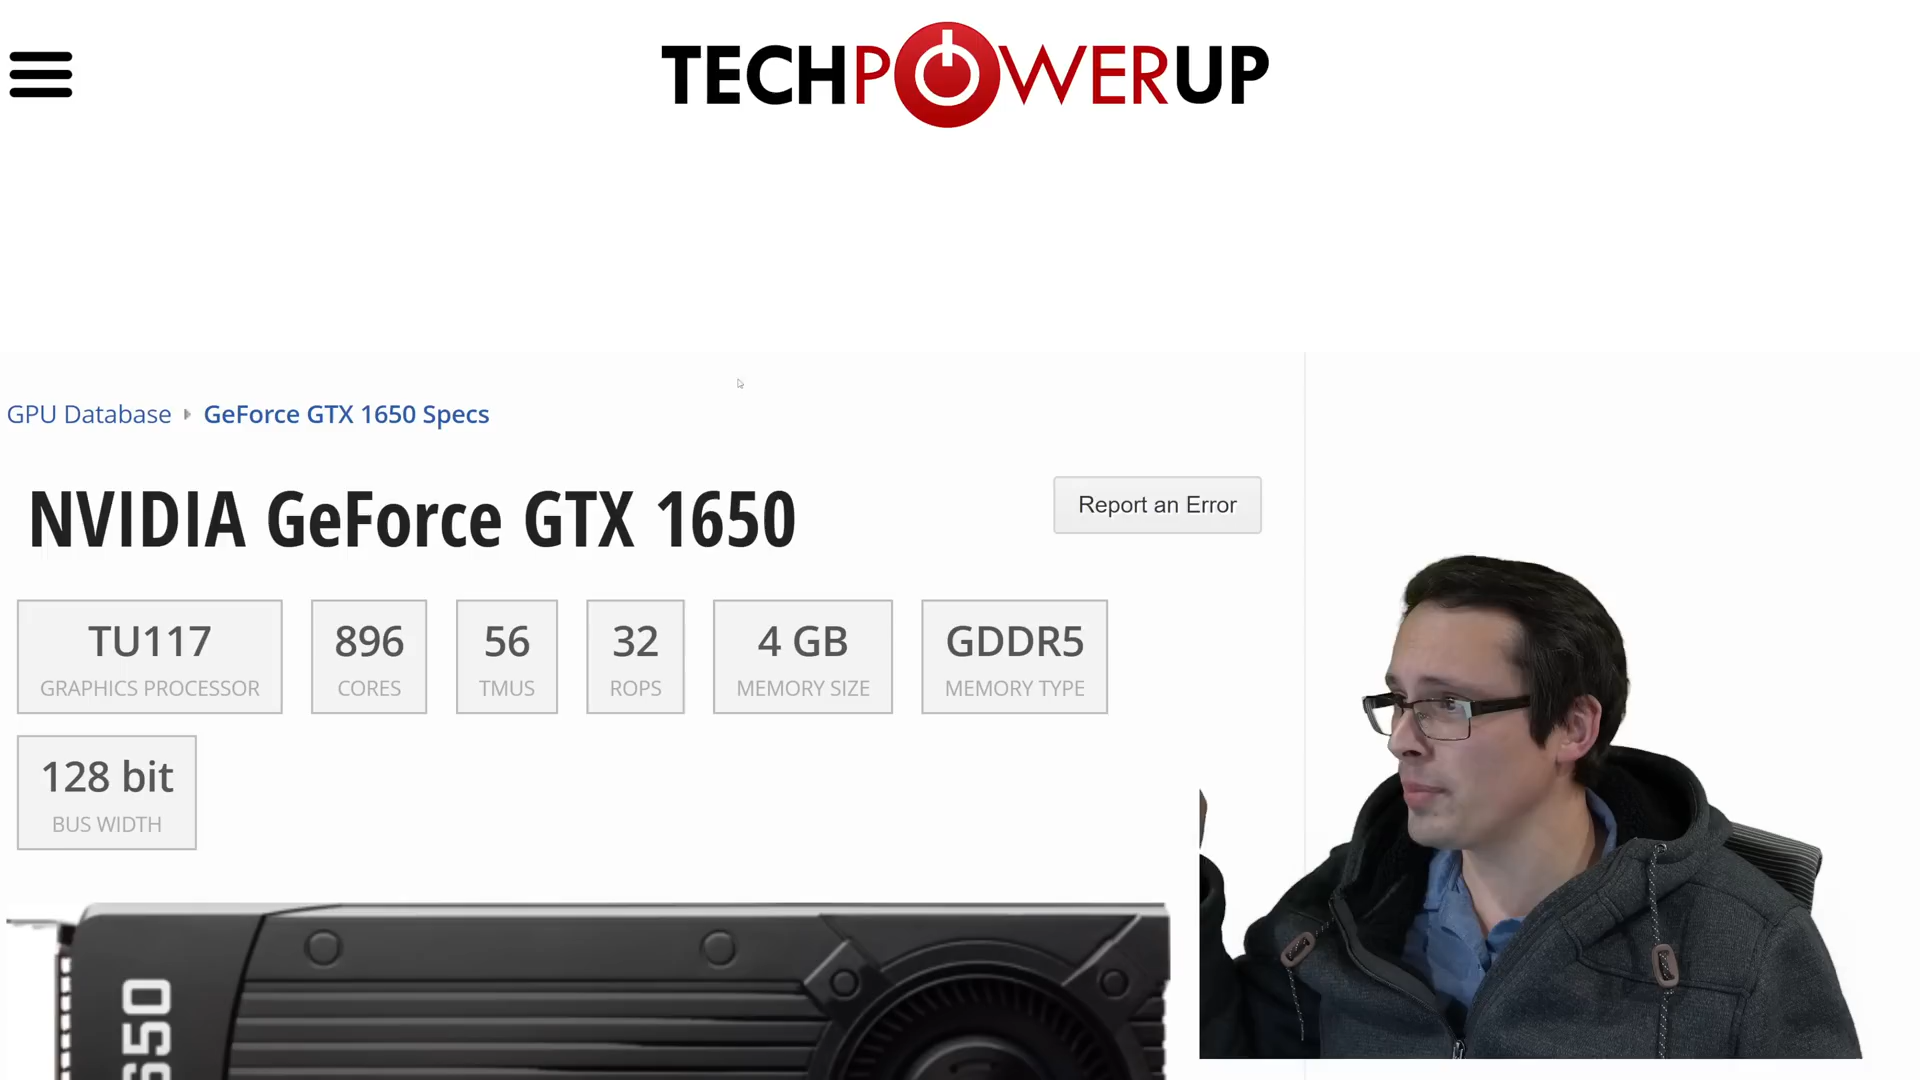 TECHPOWERUP
GPU Database GeForce GTX 1650 Specs
NVIDIA GeForce GTX 1650
Report an Error
TU117
GRAPHICS PROCESSOR
896
CORES
56
TMUS
32
ROPS
4 GB
MEMORY SIZE
GDDR5
MEMORY TYPE
128 bit
BUS WIDTH
650